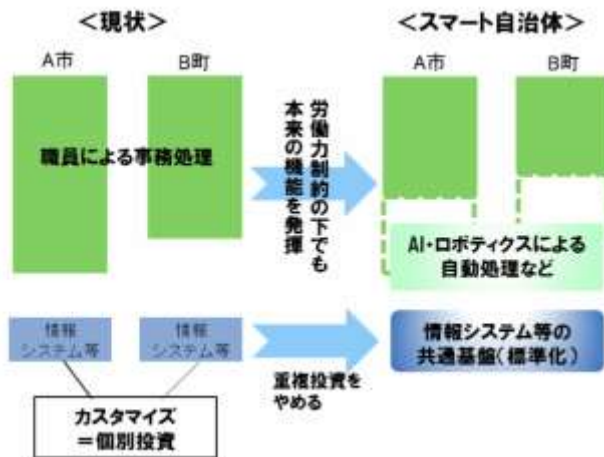 ＜現状＞
＜スマート自治体＞
A市
B町
A市
B町
職員による事務処理
労働力制約の下でも
本来の機能を発揮
AI・ロボティクスによる
自動処理など
情報
システム等
情報
システム等
重複投資を
やめる
情報システム等の
共通基盤（標準化）
カスタマイズ
＝個別投資